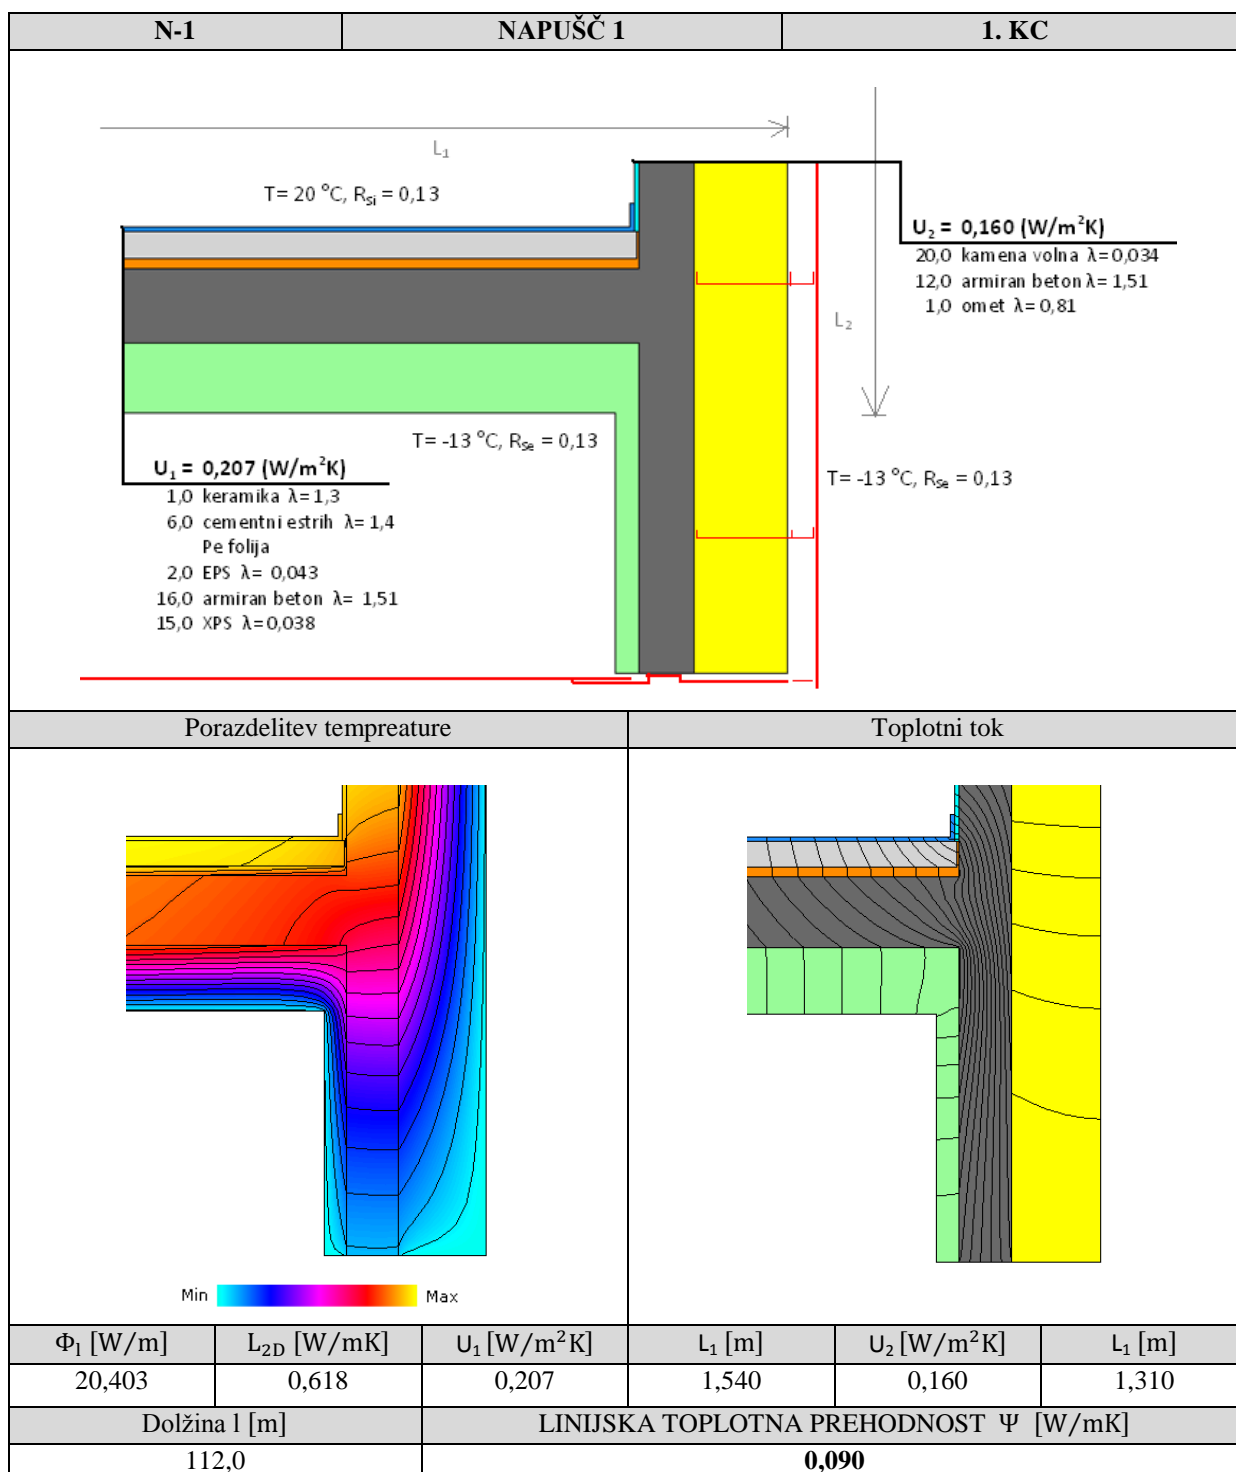 N-1 NAPUŠČ 1 1. KC
L₁
T= 20 °C, Rsi = 0,13
U₂ = 0,160 (W/m²K)
20,0 kamena volna λ=0,034
12,0 armiran beton λ= 1,51
1,0 omet λ=0,81
L₂
T= -13 °C, Rse = 0,13
U₁ = 0,207 (W/m²K)
1,0 keramika λ=1,3
6,0 cementni estrih λ=1,4
Pe folija
2,0 EPS λ= 0,043
16,0 armiran beton λ= 1,51
15,0 XPS λ=0,038
T= -13 °C, Rse = 0,13
Porazdelitev tempreature Toplotni tok
Min Max
Φl [W/m] L2D [W/mK] U₁ [W/m²K] L₁ [m] U₂ [W/m²K] L₁ [m]
20,403 0,618 0,207 1,540 0,160 1,310
Dolžina l [m] LINIJSKA TOPLOTNA PREHODNOST Ψ [W/mK]
112,0 0,090